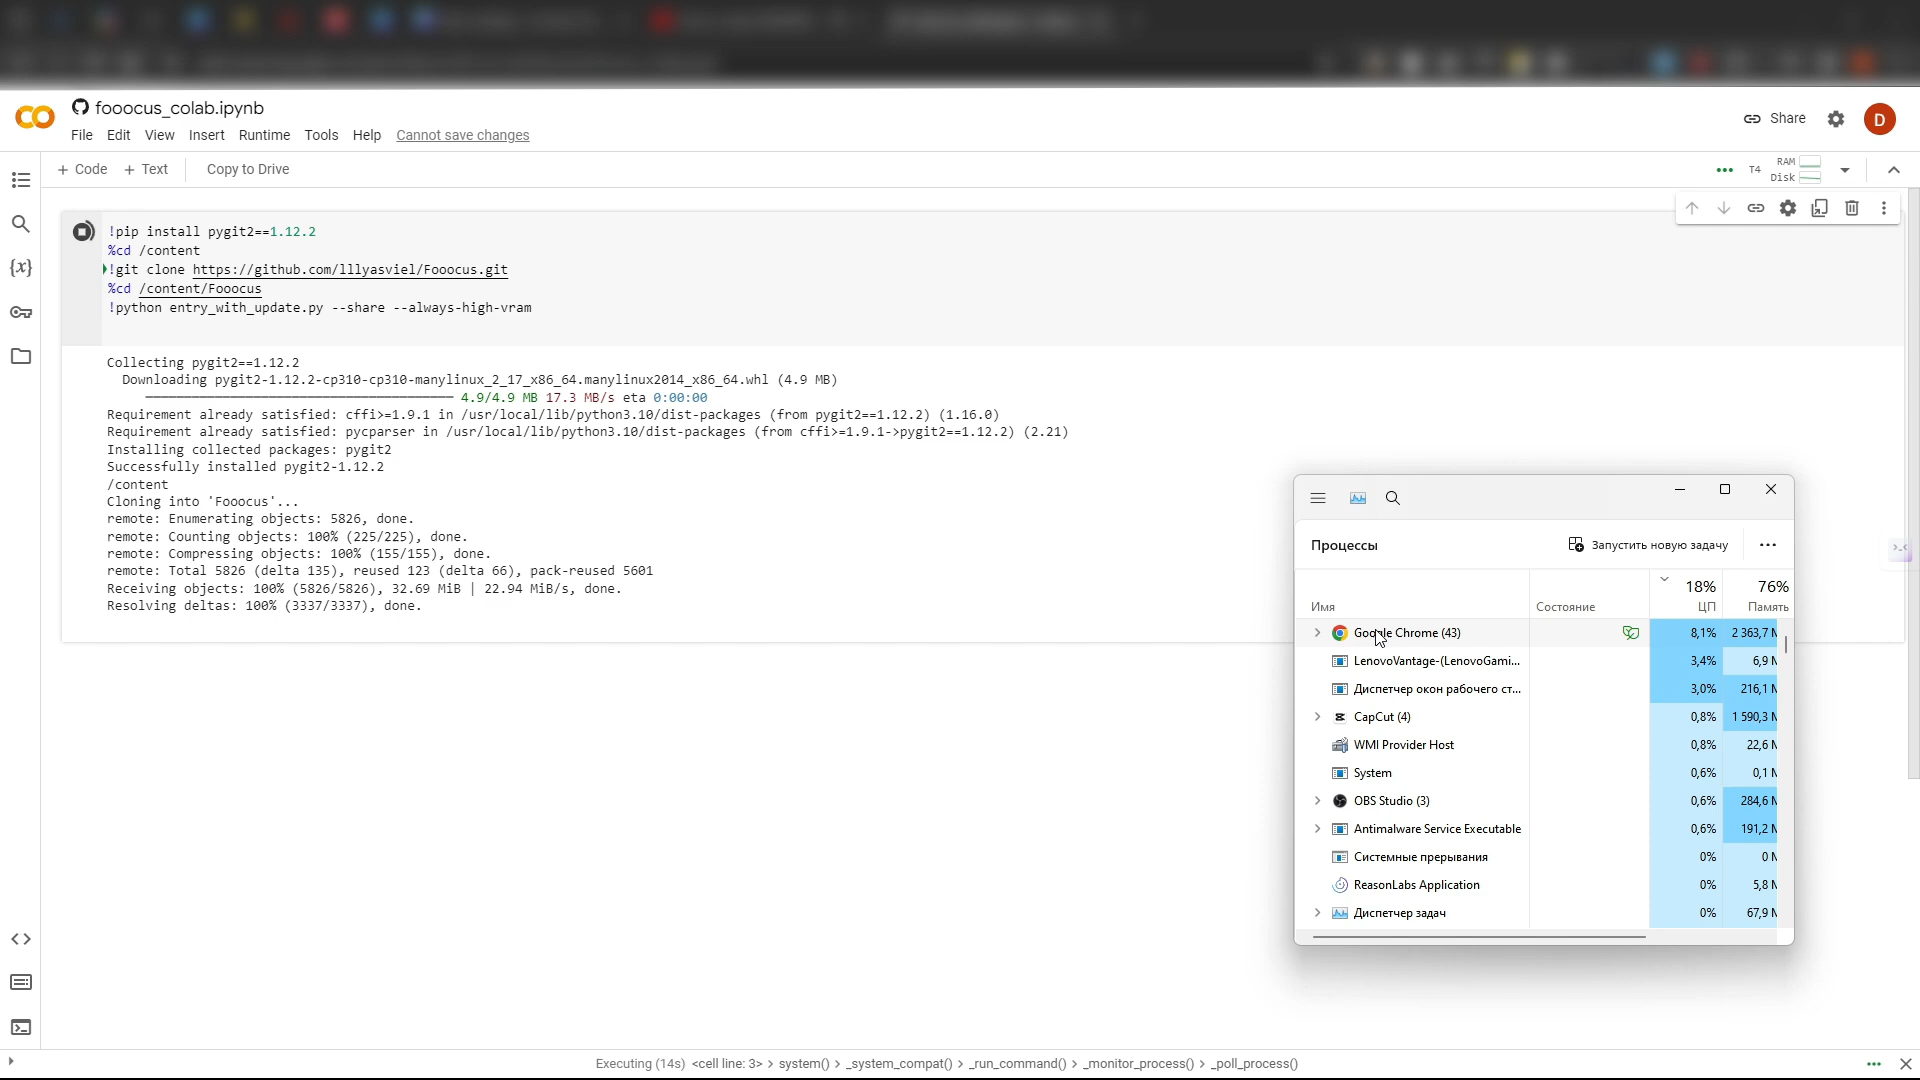 fooocus_colab.ipynb
File Edit View Insert Runtime Tools Help Cannot save changes
Share
D
+ Code + Text Copy to Drive
T4 RAM
Disk
!pip install pygit2==1.12.2
%cd /content
!git clone https://github.com/lllyasviel/Fooocus.git
%cd /content/Fooocus
!python entry_with_update.py --share --always-high-vram
Collecting pygit2==1.12.2
Downloading pygit2-1.12.2-cp310-cp310-manylinux_2_17_x86_64.manylinux2014_x86_64.whl (4.9 MB)
4.9/4.9 MB 17.3 MB/s eta 0:00:00
Requirement already satisfied: cffi>=1.9.1 in /usr/local/lib/python3.10/dist-packages (from pygit2==1.12.2) (1.16.0)
Requirement already satisfied: pycparser in /usr/local/lib/python3.10/dist-packages (from cffi>=1.9.1->pygit2==1.12.2) (2.21)
Installing collected packages: pygit2
Successfully installed pygit2-1.12.2
/content
Cloning into 'Fooocus'...
remote: Enumerating objects: 5826, done.
remote: Counting objects: 100% (225/225), done.
remote: Compressing objects: 100% (155/155), done.
remote: Total 5826 (delta 135), reused 123 (delta 66), pack-reused 5601
Receiving objects: 100% (5826/5826), 32.69 MiB | 22.94 MiB/s, done.
Resolving deltas: 100% (3337/3337), done.
Процессы Запустить новую задачу
18% 76%
Имя Состояние ЦП Память
Google Chrome (43) 8,1% 2 363,7 М
LenovoVantage-(LenovoGami... 3,4% 6,9 М
Диспетчер окон рабочего ст... 3,0% 216,1 М
CapCut (4) 0,8% 1 590,3 М
WMI Provider Host 0,8% 22,6 М
System 0,6% 0,1 М
OBS Studio (3) 0,6% 284,6 М
Antimalware Service Executable 0,6% 191,2 М
Системные прерывания 0% 0 М
ReasonLabs Application 0% 5,8 М
Диспетчер задач 0% 67,9 М
Executing (14s) <cell line: 3> > system() > _system_compat() > _run_command() > _monitor_process() > _poll_process()